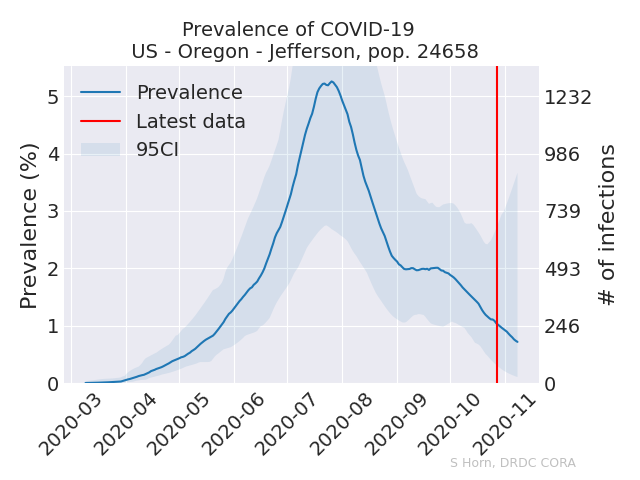 Prevalence of COVID-19
US - Oregon - Jefferson, pop. 24658
Prevalence
Latest data
95CI
Prevalence (%)
5
4
3
2
1
0
1232
986
739
493
246
0
# of infections
2020-03
2020-04
2020-05
2020-06
2020-07
2020-08
2020-09
2020-10
2020-11
S Horn, DRDC CORA